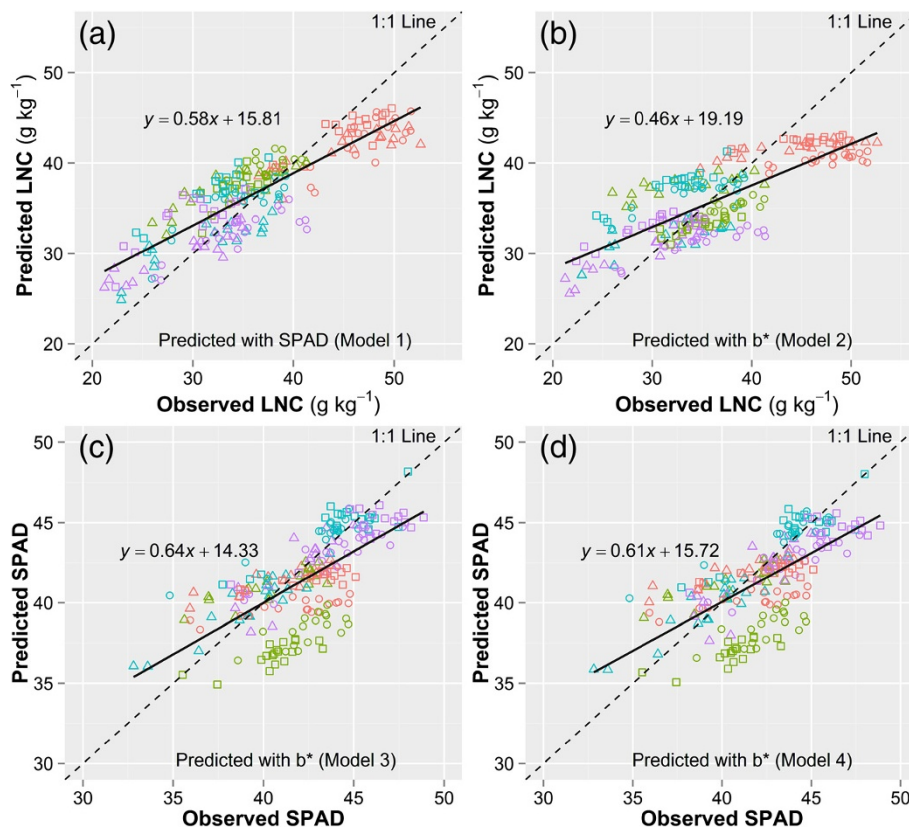 (a)
1:1 Line
y = 0.58x + 15.81
Predicted LNC (g kg⁻¹)
50
40
30
20
Predicted with SPAD (Model 1)
20 30 40 50
Observed LNC (g kg⁻¹)
(b)
1:1 Line
y = 0.46x + 19.19
Predicted LNC (g kg⁻¹)
50
40
30
20
Predicted with b* (Model 2)
20 30 40 50
Observed LNC (g kg⁻¹)
(c)
1:1 Line
y = 0.64x + 14.33
Predicted SPAD
50
45
40
35
30
Predicted with b* (Model 3)
30 35 40 45 50
Observed SPAD
(d)
1:1 Line
y = 0.61x + 15.72
Predicted SPAD
50
45
40
35
30
Predicted with b* (Model 4)
30 35 40 45 50
Observed SPAD